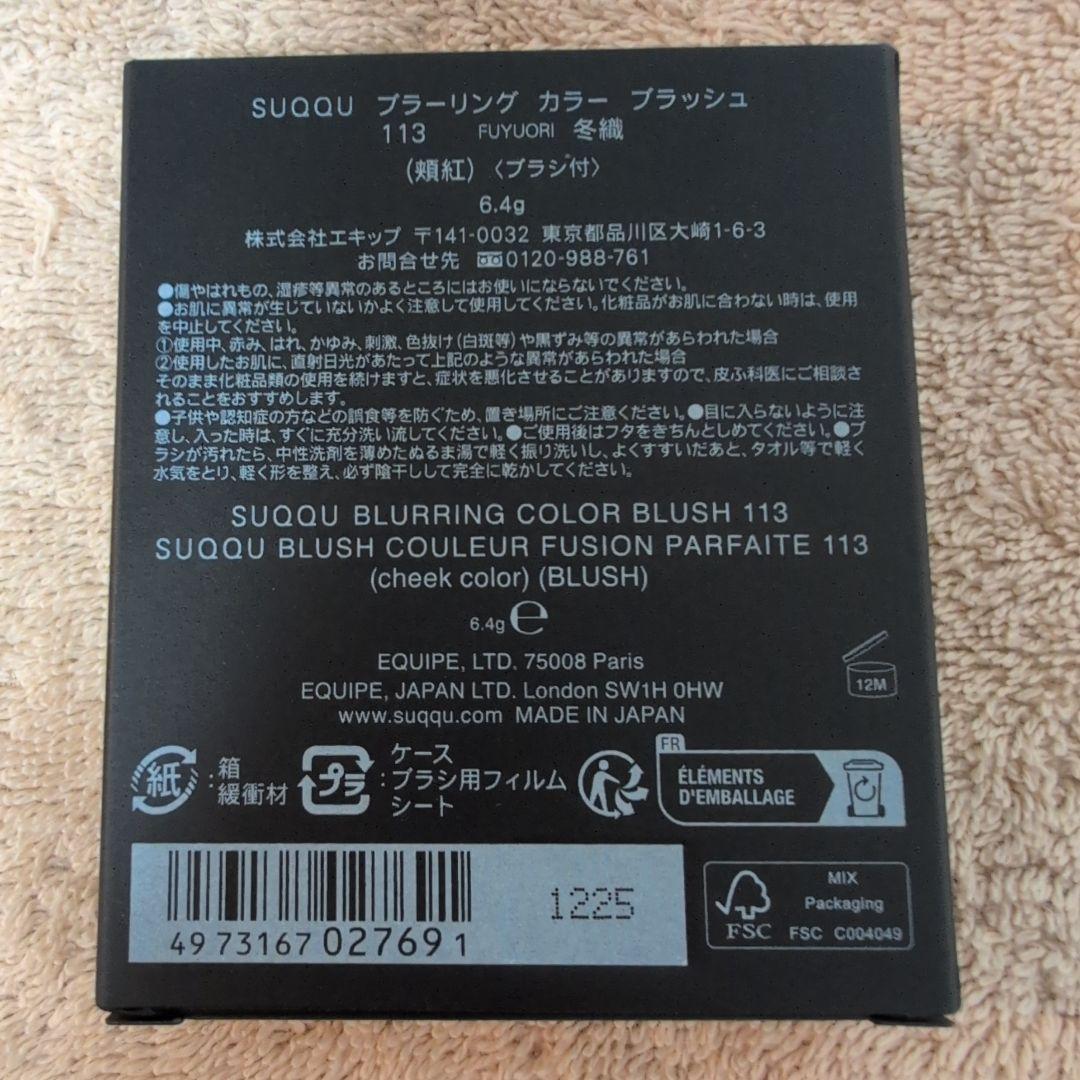 SUQQU ブラーリング カラー ブラッシュ
113 FUYUORI 冬織
(頬紅)〈ブラシ付〉
6.4g
株式会社エキップ 〒141-0032 東京都品川区大崎1-6-3
お問合せ先 0120-988-761
●傷やはれもの、湿疹等異常のあるところにはお使いにならないでください。
●お肌に異常が生じていないかよく注意して使用してください。化粧品がお肌に合わない時は、使用
を中止してください。
①使用中、赤み、はれ、かゆみ、刺激、色抜け(白斑等)や黒ずみ等の異常があらわれた場合
②使用したお肌に、直射日光があたって上記のような異常があらわれた場合
そのまま化粧品類の使用を続けますと、症状を悪化させることがありますので、皮ふ科医にご相談さ
れることをおすすめします。
●子供や認知症の方などの誤食等を防ぐため、置き場所にご注意ください。●目に入らないように注
意し、入った時は、すぐに充分洗い流してください。●ご使用後はフタをきちんとしめてください。●ブ
ラシが汚れたら、中性洗剤を薄めたぬるま湯で軽く振り洗いし、よくすすいだあと、タオル等で軽く
水気をとり、軽く形を整え、必ず陰干しして完全に乾かしてください。
SUQQU BLURRING COLOR BLUSH 113
SUQQU BLUSH COULEUR FUSION PARFAITE 113
(cheek color) (BLUSH)
6.4g ℮
EQUIPE, LTD. 75008 Paris
EQUIPE, JAPAN LTD. London SW1H 0HW
www.suqqu.com MADE IN JAPAN
12M
紙 : 箱
緩衝材
プラ : ケース
ブラシ用フィルム
シート
FR
ÉLÉMENTS
D'EMBALLAGE
4973167027691
1225
FSC
MIX
Packaging
FSC C004049